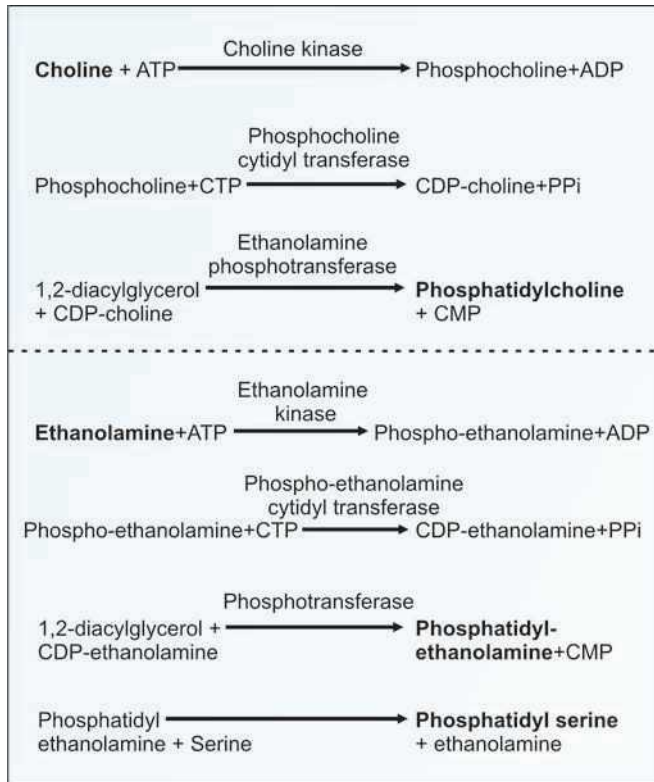 Choline kinase
Choline + ATP Phosphocholine+ADP
Phosphocholine
cytidyl transferase
Phosphocholine+CTP CDP-choline+PPi
Ethanolamine
phosphotransferase
1,2-diacylglycerol Phosphatidylcholine
+ CDP-choline + CMP
Ethanolamine
kinase
Ethanolamine+ATP Phospho-ethanolamine+ADP
Phospho-ethanolamine
cytidyl transferase
Phospho-ethanolamine+CTP CDP-ethanolamine+PPi
Phosphotransferase
1,2-diacylglycerol + Phosphatidyl-
CDP-ethanolamine ethanolamine+CMP
Phosphatidyl Phosphatidyl serine
ethanolamine + Serine + ethanolamine